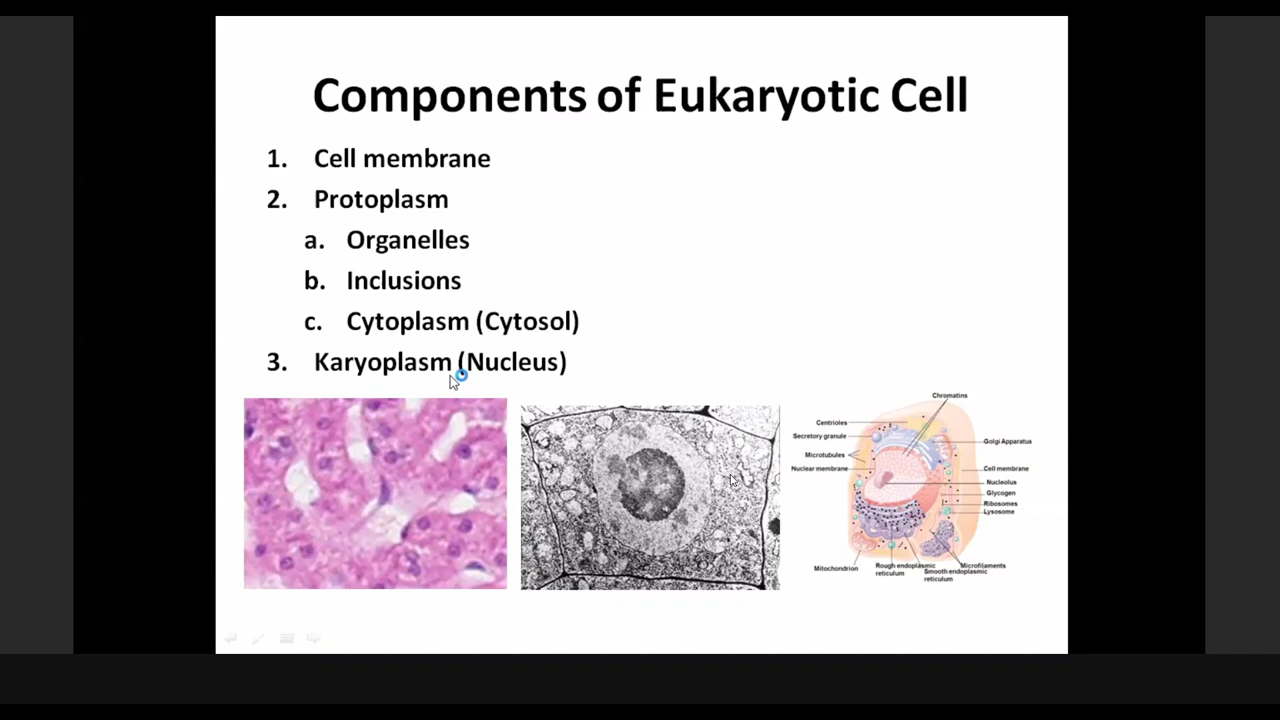 Components of Eukaryotic Cell
1. Cell membrane
2. Protoplasm
a. Organelles
b. Inclusions
c. Cytoplasm (Cytosol)
3. Karyoplasm (Nucleus)
Chromatins
Centrioles
Secretory granule
Microtubules
Nuclear membrane
Golgi Apparatus
Cell membrane
Nucleolus
Glycogen
Ribosomes
Lysosome
Mitochondrion
Rough endoplasmic
reticulum
Smooth endoplasmic
reticulum
Microfilaments